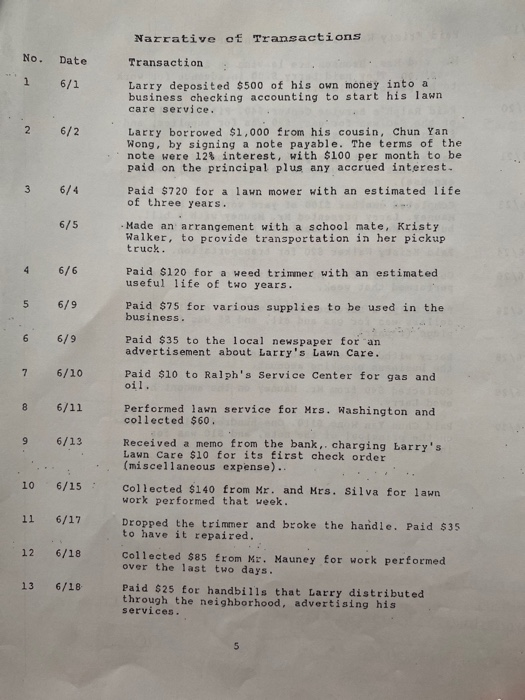 Narrative of Transactions
No. Date Transaction
1 6/1 Larry deposited $500 of his own money into a
business checking accounting to start his lawn
care service.
2 6/2 Larry borrowed $1,000 from his cousin, Chun Yan
Wong, by signing a note payable. The terms of the
note were 12% interest, with $100 per month to be
paid on the principal plus any accrued interest.
3 6/4 Paid $720 for a lawn mower with an estimated life
of three years.
6/5 Made an arrangement with a school mate, Kristy
Walker, to provide transportation in her pickup
truck.
4 6/6 Paid $120 for a weed trimmer with an estimated
useful life of two years.
5 6/9 Paid $75 for various supplies to be used in the
business.
6 6/9 Paid $35 to the local newspaper for an
advertisement about Larry's Lawn Care.
7 6/10 Paid $10 to Ralph's Service Center for gas and
oil.
8 6/11 Performed lawn service for Mrs. Washington and
collected $60.
9 6/13 Received a memo from the bank, charging Larry's
Lawn Care $10 for its first check order
(miscellaneous expense).
10 6/15 Collected $140 from Mr. and Mrs. Silva for lawn
work performed that week.
11 6/17 Dropped the trimmer and broke the handle. Paid $35
to have it repaired.
12 6/18 Collected $85 from Mr. Mauney for work performed
over the last two days.
13 6/18 Paid $25 for handbills that Larry distributed
through the neighborhood, advertising his
services.
5